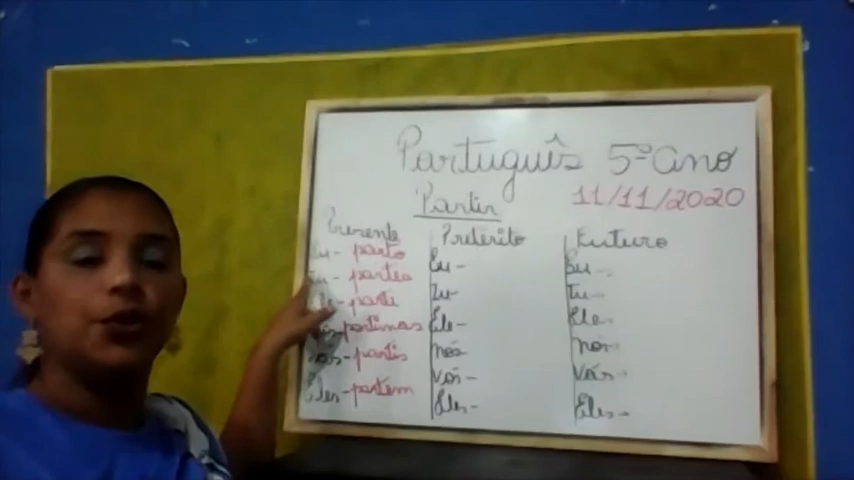 Português 5º ano
11/11/2020
Partir
Presente Pretérito Futuro
Eu - parto Eu - Eu -
Tu - partes Tu - Tu -
Ele - parte Ele - Ele -
Nós - partimos Nós - Nós -
Vós - partis Vós - Vós -
Eles - partem Eles - Eles -